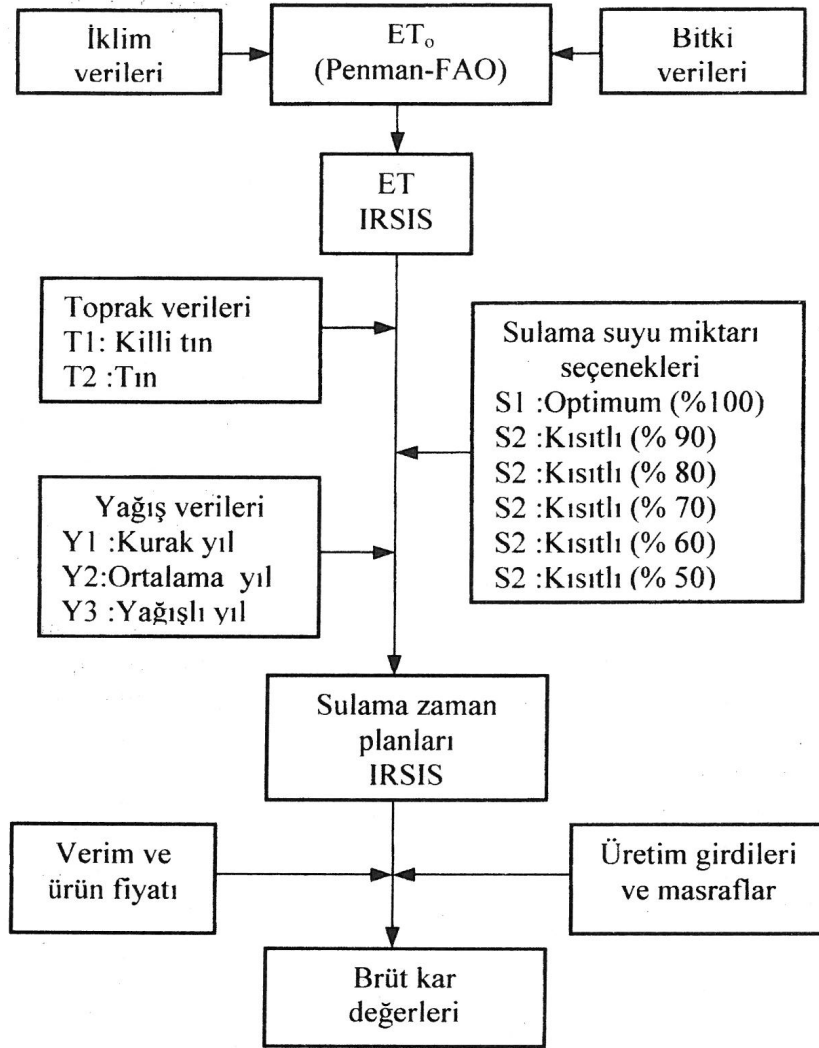 İklim
verileri
ETo
(Penman-FAO)
Bitki
verileri
ET
IRSIS
Toprak verileri
T1: Killi tın
T2 :Tın
Sulama suyu miktarı
seçenekleri
S1 :Optimum (%100)
S2 :Kısıtlı (% 90)
S2 :Kısıtlı (% 80)
S2 :Kısıtlı (% 70)
S2 :Kısıtlı (% 60)
S2 :Kısıtlı (% 50)
Yağış verileri
Y1 :Kurak yıl
Y2:Ortalama yıl
Y3 :Yağışlı yıl
Sulama zaman
planları
IRSIS
Verim ve
ürün fiyatı
Üretim girdileri
ve masraflar
Brüt kar
değerleri